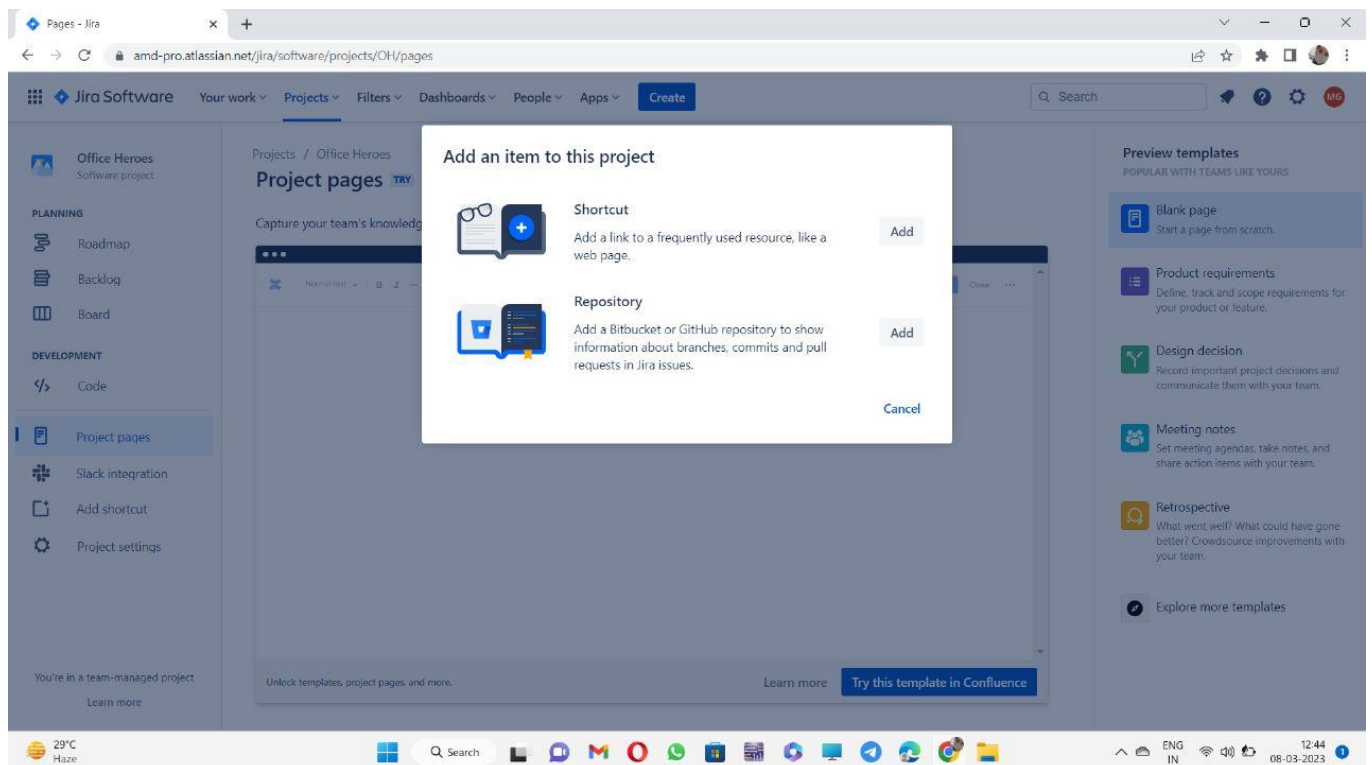 Pages - Jira
amd-pro.atlassian.net/jira/software/projects/OH/pages
Jira Software Your work Projects Filters Dashboards People Apps Create Search MG
Office Heroes
Software project
PLANNING
Roadmap
Backlog
Board
DEVELOPMENT
Code
Project pages
Slack integration
Add shortcut
Project settings
You're in a team-managed project
Learn more
Projects / Office Heroes
Project pages TRY
Capture your team's knowledg
Normal text B I Close
Add an item to this project
Shortcut
Add a link to a frequently used resource, like a
web page.
Add
Repository
Add a Bitbucket or GitHub repository to show
information about branches, commits and pull
requests in Jira issues.
Add
Cancel
Unlock templates, project pages, and more. Learn more Try this template in Confluence
Preview templates
POPULAR WITH TEAMS LIKE YOURS
Blank page
Start a page from scratch.
Product requirements
Define, track and scope requirements for
your product or feature.
Design decision
Record important project decisions and
communicate them with your team.
Meeting notes
Set meeting agendas, take notes, and
share action items with your team.
Retrospective
What went well? What could have gone
better? Crowdsource improvements with
your team.
Explore more templates
29°C
Haze
Search
ENG
IN
12:44
08-03-2023
1